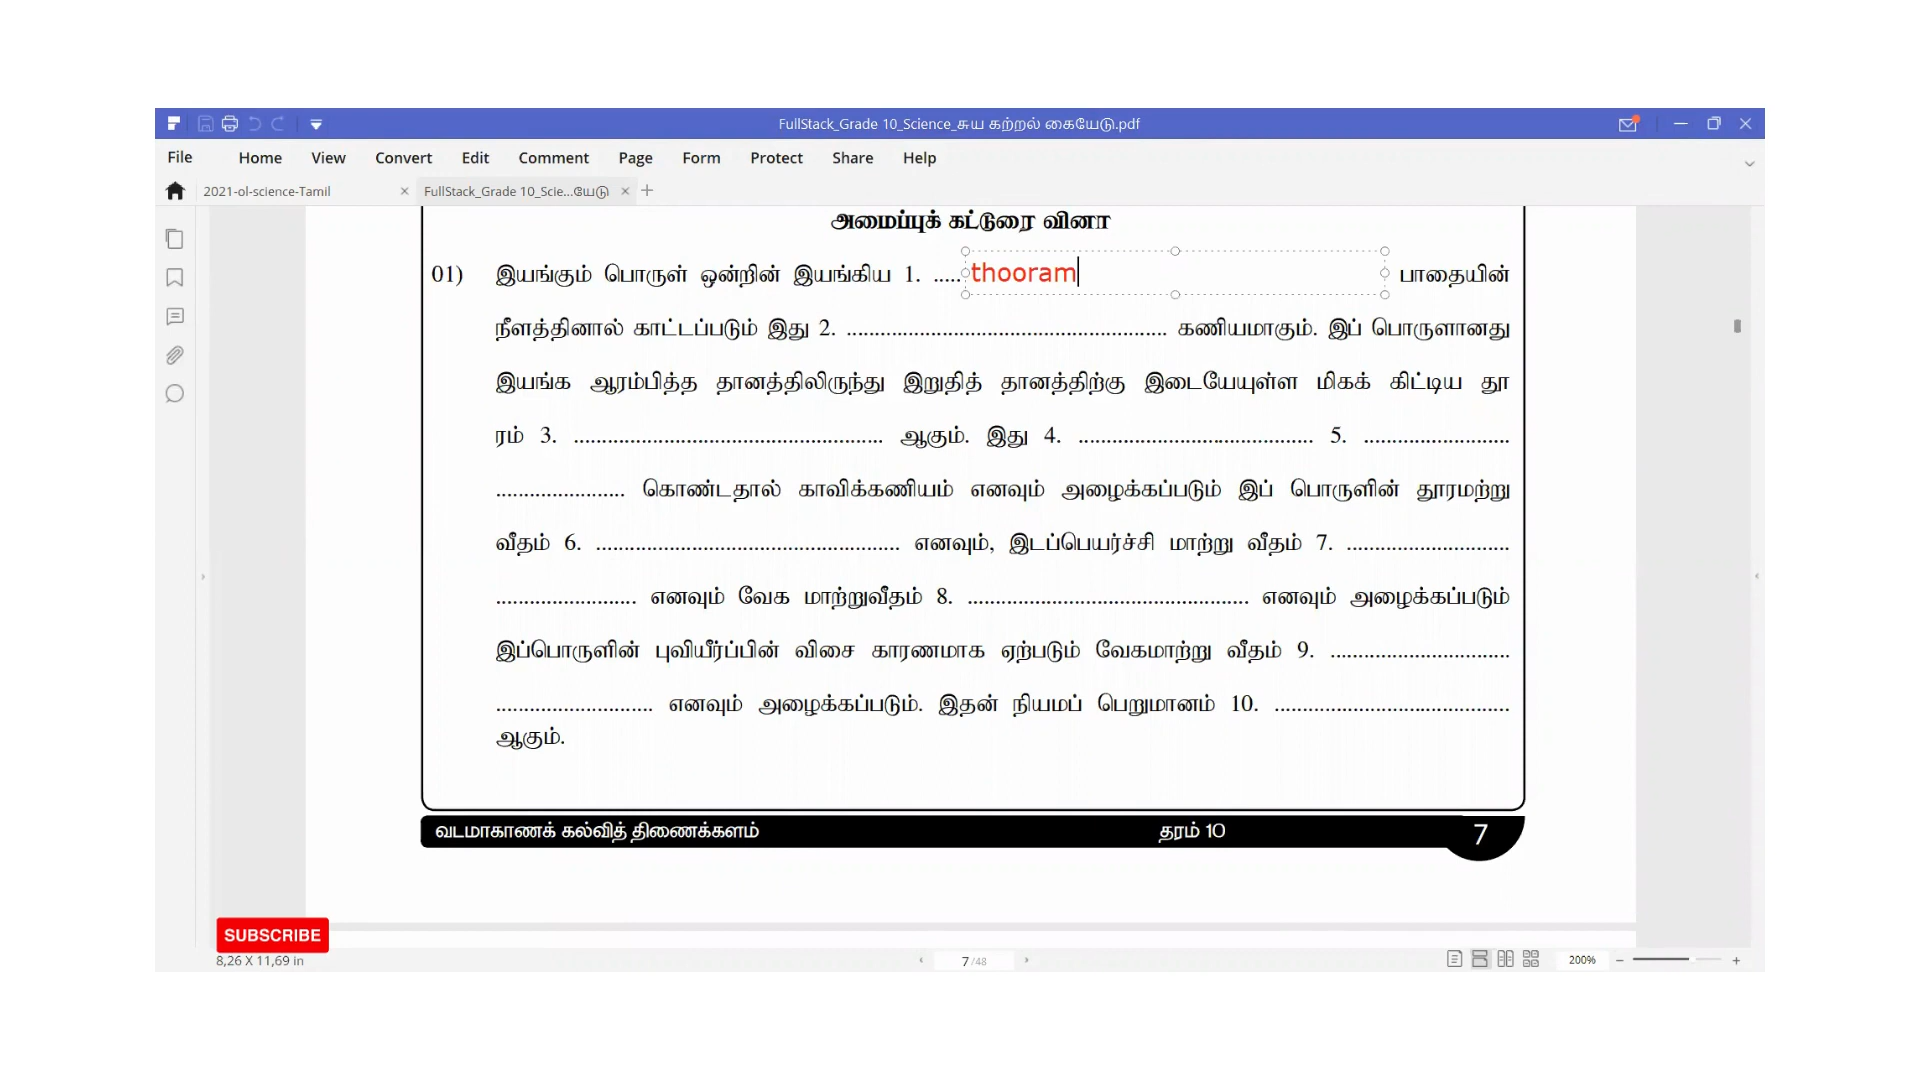 FullStack_Grade 10_Science_சுய கற்றல் கையேடு.pdf
File Home View Convert Edit Comment Page Form Protect Share Help
2021-ol-science-Tamil FullStack_Grade 10_Scie...யேடு
அமைப்புக் கட்டுரை வினா
01) இயங்கும் பொருள் ஒன்றின் இயங்கிய 1. ..... thooram பாதையின்
நீளத்தினால் காட்டப்படும் இது 2. ......................................................... கணியமாகும். இப் பொருளானது
இயங்க ஆரம்பித்த தானத்திலிருந்து இறுதித் தானத்திற்கு இடையேயுள்ள மிகக் கிட்டிய தூ
ரம் 3. ....................................................... ஆகும். இது 4. .......................................... 5. ..........................
....................... கொண்டதால் காவிக்கணியம் எனவும் அழைக்கப்படும் இப் பொருளின் தூரமற்று
வீதம் 6. ...................................................... எனவும், இடப்பெயர்ச்சி மாற்று வீதம் 7. .............................
......................... எனவும் வேக மாற்றுவீதம் 8. .................................................. எனவும் அழைக்கப்படும்
இப்பொருளின் புவியீர்ப்பின் விசை காரணமாக ஏற்படும் வேகமாற்று வீதம் 9. ................................
............................ எனவும் அழைக்கப்படும். இதன் நியமப் பெறுமானம் 10. ..........................................
ஆகும்.
வடமாகாணக் கல்வித் திணைக்களம் தரம் 10 7
SUBSCRIBE
8,26 X 11,69 in 7 /48 200%